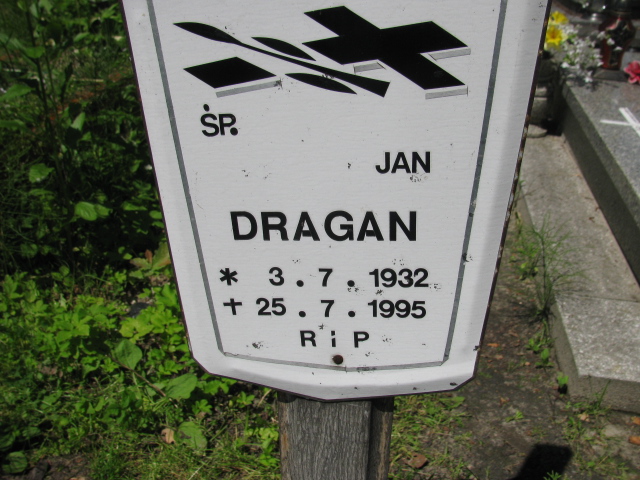 ŚP.
JAN
DRAGAN
* 3.7.1932
† 25.7.1995
RiP